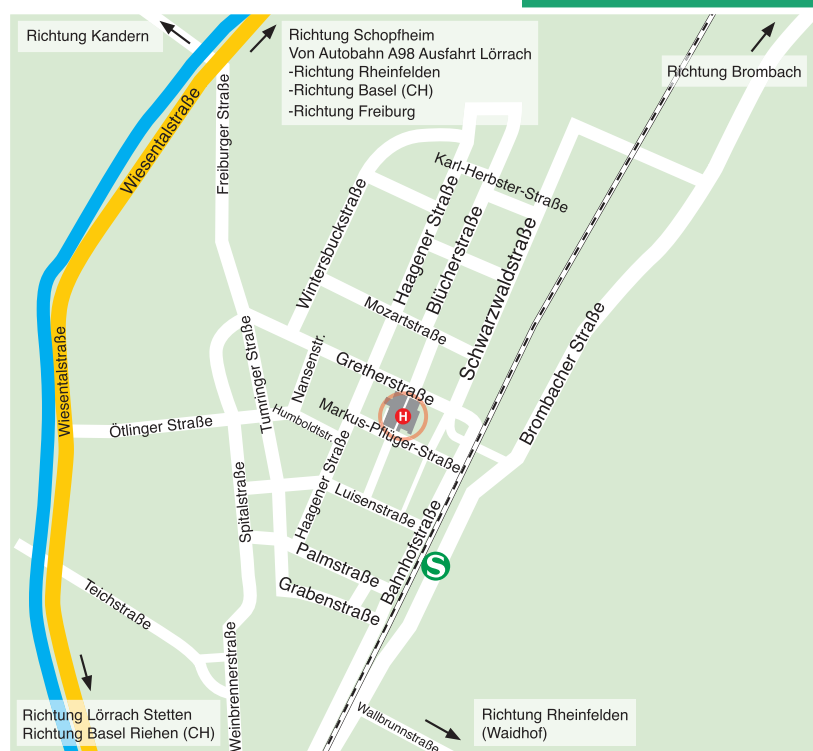 Richtung Kandern
Richtung Schopfheim
Von Autobahn A98 Ausfahrt Lörrach
-Richtung Rheinfelden
-Richtung Basel (CH)
-Richtung Freiburg
Richtung Brombach
Wiesentalstraße
Freiburger Straße
Karl-Herbster-Straße
Wintersbuckstraße
Haagener Straße
Blücherstraße
Schwarzwaldstraße
Mozartstraße
Wiesentalstraße
Tumringer Straße
Nansenstr.
Gretherstraße
Brombacher Straße
Ötlinger Straße
Humboldtstr.
Markus-Pflüger-Straße
H
Haagener Straße
Spitalstraße
Luisenstraße
Bahnhofstraße
Palmstraße
S
Grabenstraße
Teichstraße
Weinbrennerstraße
Wallbrunnstraße
Richtung Lörrach Stetten
Richtung Basel Riehen (CH)
Richtung Rheinfelden
(Waidhof)